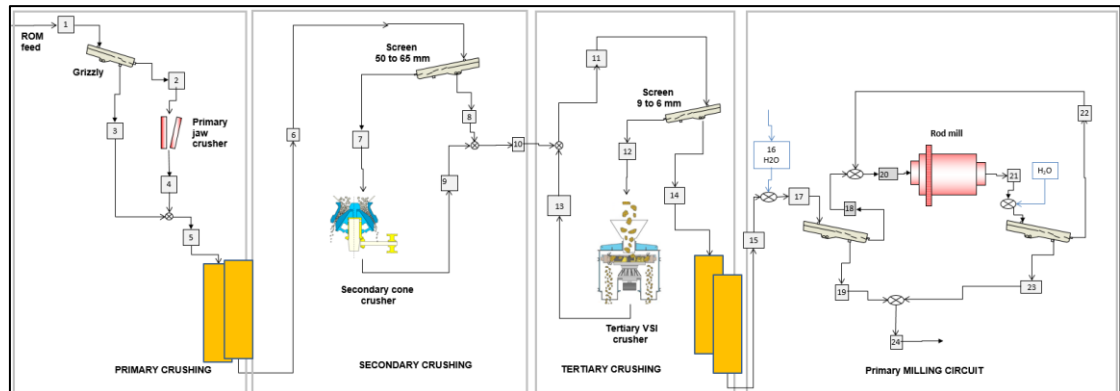 1
ROM
feed
Grizzly
2
3
Primary
jaw
crusher
4
5
PRIMARY CRUSHING
6
Screen
50 to 65 mm
7
8
9
10
Secondary cone
crusher
SECONDARY CRUSHING
11
Screen
9 to 6 mm
12
13
14
Tertiary VSI
crusher
TERTIARY CRUSHING
15
16
H2O
17
18
19
20
Rod mill
21
H₂O
22
23
24
Primary MILLING CIRCUIT